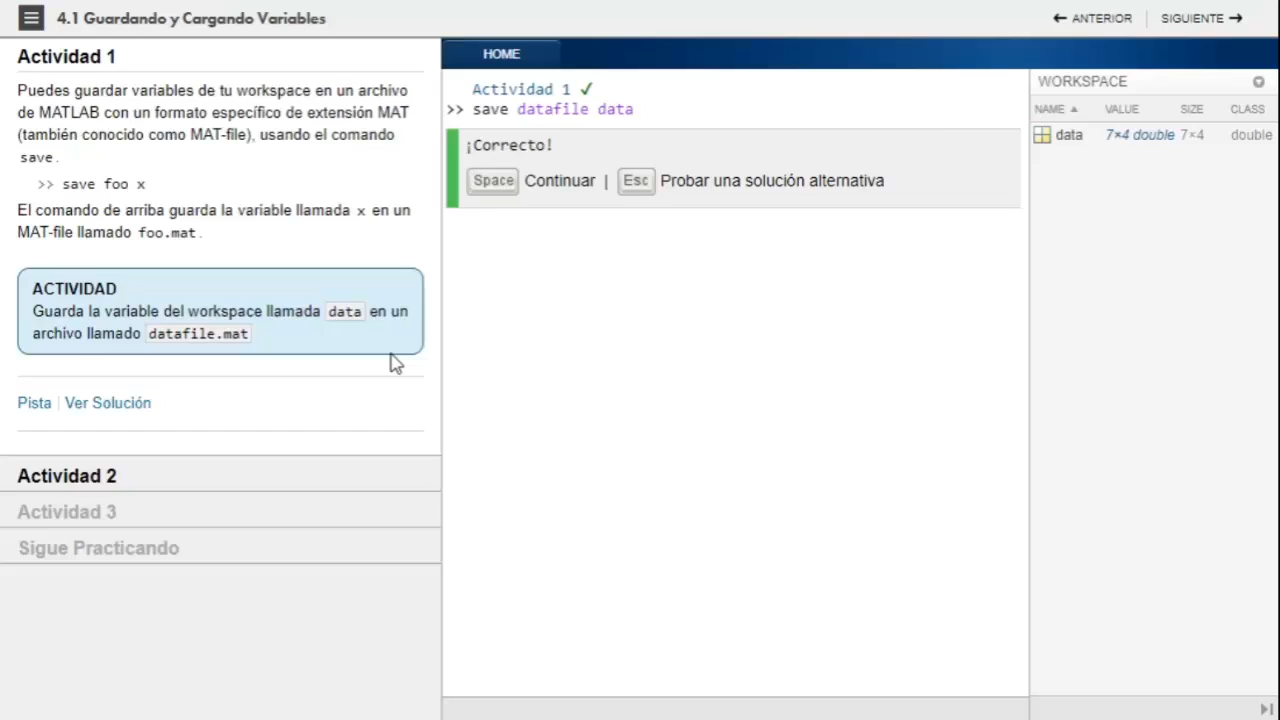 4.1 Guardando y Cargando Variables
← ANTERIOR
SIGUIENTE →
Actividad 1
Puedes guardar variables de tu workspace en un archivo
de MATLAB con un formato específico de extensión MAT
(también conocido como MAT-file), usando el comando
save.
>> save foo x
El comando de arriba guarda la variable llamada x en un
MAT-file llamado foo.mat.
ACTIVIDAD
Guarda la variable del workspace llamada data en un
archivo llamado datafile.mat
Pista | Ver Solución
Actividad 2
Actividad 3
Sigue Practicando
HOME
Actividad 1 ✓
>> save datafile data
¡Correcto!
Space Continuar | Esc Probar una solución alternativa
WORKSPACE
NAME ▲ VALUE SIZE CLASS
data 7×4 double 7×4 double